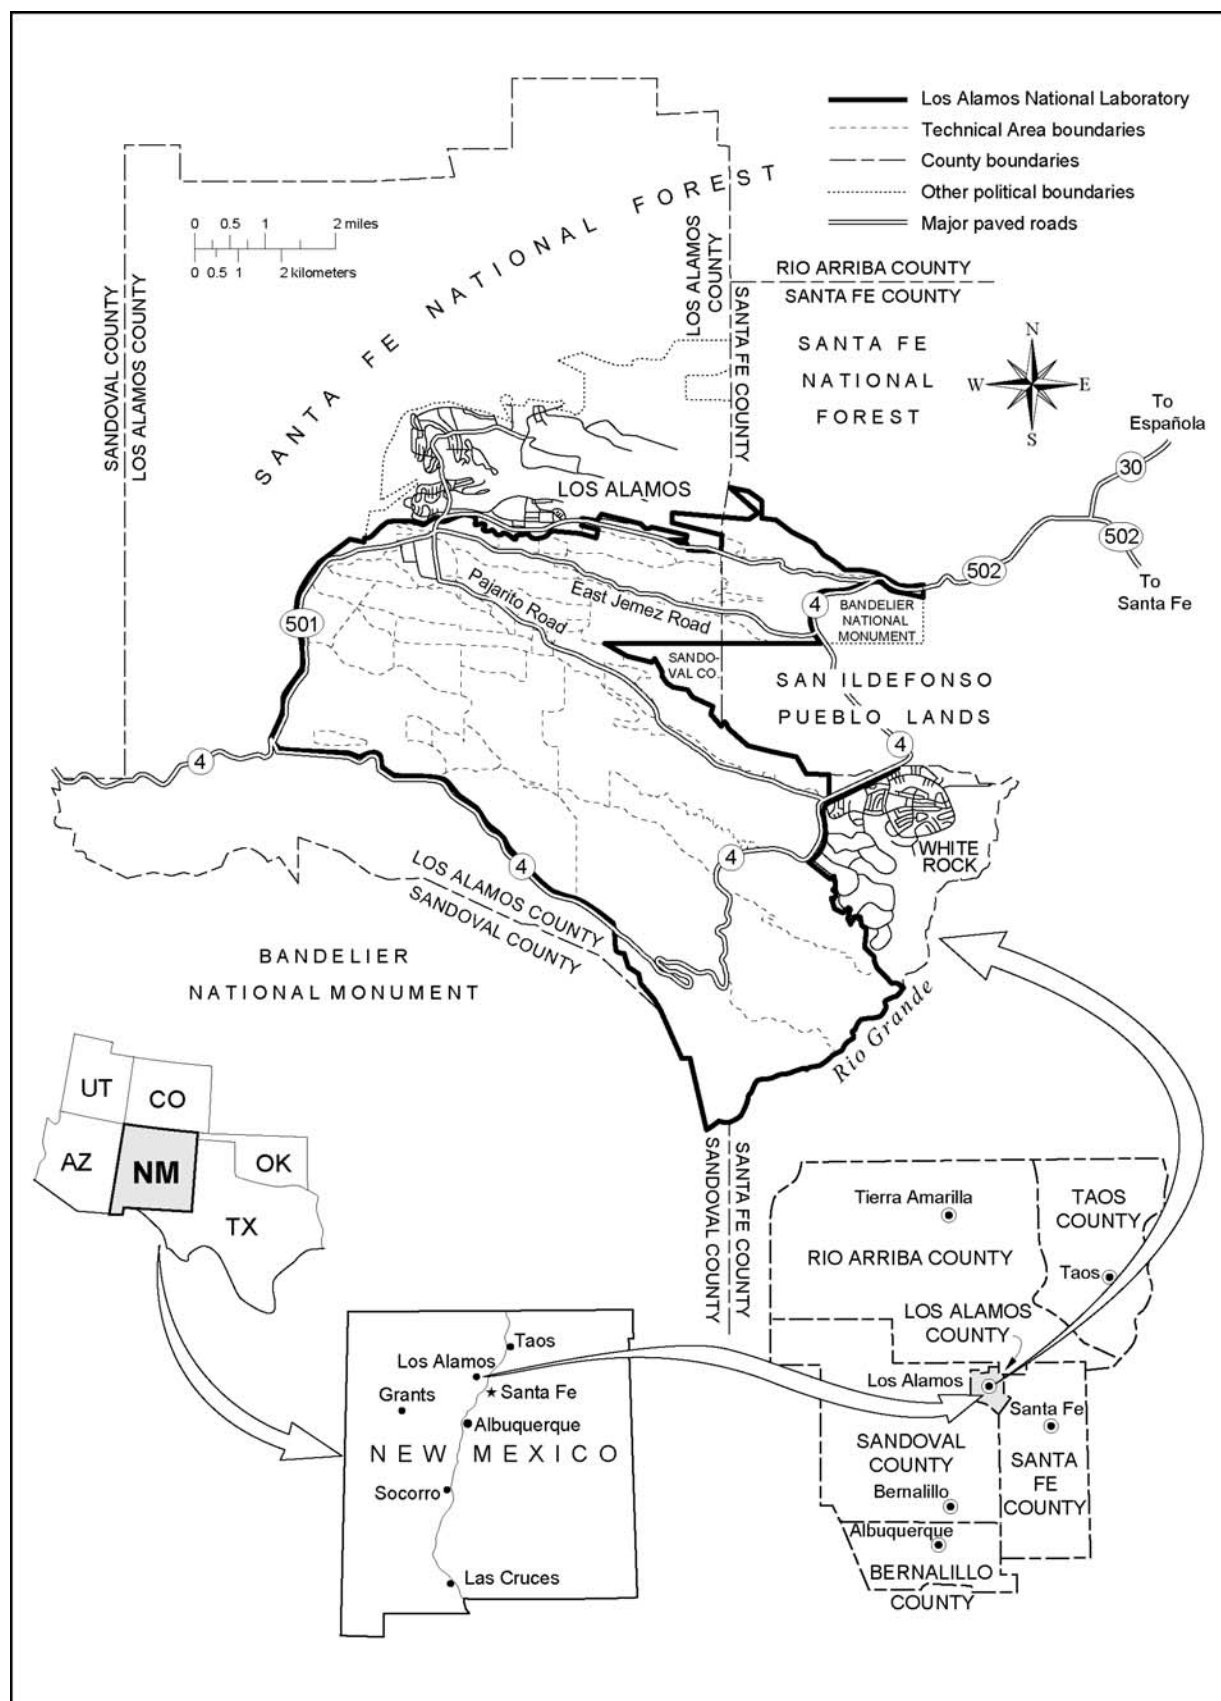 Los Alamos National Laboratory
Technical Area boundaries
County boundaries
Other political boundaries
Major paved roads
0 0.5 1 2 miles
0 0.5 1 2 kilometers
SANTA FE NATIONAL FOREST
SANDOVAL COUNTY
LOS ALAMOS COUNTY
LOS ALAMOS
COUNTY
SANTA FE COUNTY
RIO ARRIBA COUNTY
SANTA FE COUNTY
SANTA FE
NATIONAL
FOREST
N
W E
S
To
Española
30
502
502
To
Santa Fe
LOS ALAMOS
501
Pajarito Road
East Jemez Road
4
BANDELIER
NATIONAL
MONUMENT
SANDO-
VAL CO.
SAN ILDEFONSO
PUEBLO LANDS
4
4
WHITE
ROCK
4
4
LOS ALAMOS COUNTY
SANDOVAL COUNTY
BANDELIER
NATIONAL MONUMENT
Rio Grande
SANDOVAL COUNTY
SANTA FE COUNTY
UT
CO
AZ
NM
OK
TX
Taos
Los Alamos
Santa Fe
Grants
Albuquerque
NEW MEXICO
Socorro
Las Cruces
Tierra Amarilla
TAOS
COUNTY
RIO ARRIBA COUNTY
Taos
LOS ALAMOS
COUNTY
Los Alamos
Santa Fe
SANDOVAL
COUNTY
SANTA
FE
COUNTY
Bernalillo
Albuquerque
BERNALILLO
COUNTY